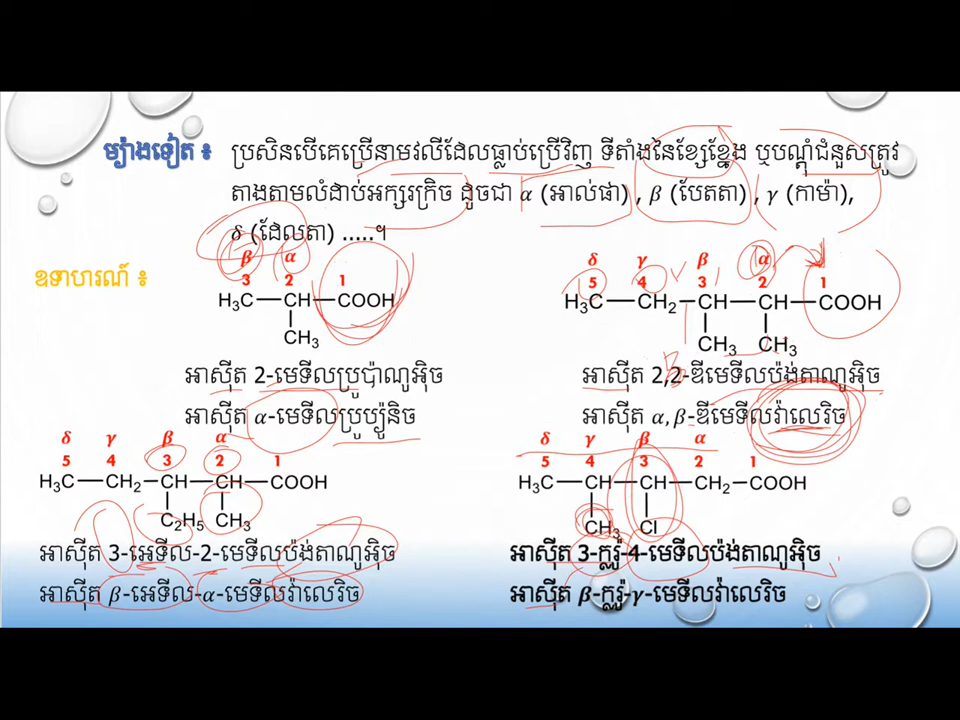 ម្យ៉ាងទៀត ៖ ប្រសិនបើគេប្រើនាមវលីដែលធ្លាប់ប្រើវិញ ទីតាំងនៃខ្សែខ្នែង ឬបណ្តុំជំនួសត្រូវ
តាងតាមលំដាប់អក្សរក្រិច ដូចជា α (អាល់ផា) , β (បែតតា) , γ (កាម៉ា),
δ (ដែលតា) .....។
ឧទាហរណ៍ ៖
β α
3 2 1
H₃C—CH—COOH
CH₃
អាស៊ីត 2-មេទីលប្រូប៉ាណូអ៊ិច
អាស៊ីត α-មេទីលប្រូប្យ៉ូនិច
δ γ β α
5 4 3 2 1
H₃C—CH₂—CH—CH—COOH
CH₃ CH₃
3
អាស៊ីត 2,2-ឌីមេទីលប៉ង់តាណូអ៊ិច
អាស៊ីត α,β-ឌីមេទីលវ៉ាលេរិច
δ γ β α
5 4 3 2 1
H₃C—CH₂—CH—CH—COOH
C₂H₅ CH₃
អាស៊ីត 3-អេទីល-2-មេទីលប៉ង់តាណូអ៊ិច
អាស៊ីត β-អេទីល-α-មេទីលវ៉ាលេរិច
δ γ β α
5 4 3 2 1
H₃C—CH—CH—CH₂—COOH
CH₃ Cl
អាស៊ីត 3-ក្លរ៉ូ-4-មេទីលប៉ង់តាណូអ៊ិច
អាស៊ីត β-ក្លរ៉ូ-γ-មេទីលវ៉ាលេរិច